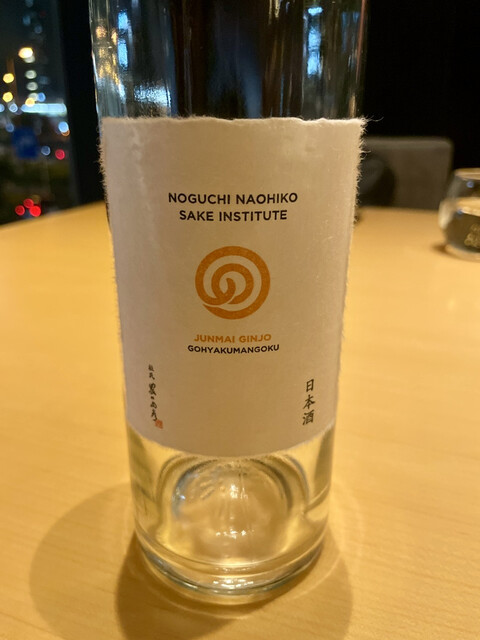 NOGUCHI NAOHIKO
SAKE INSTITUTE
JUNMAI GINJO
GOHYAKUMANGOKU
日本酒